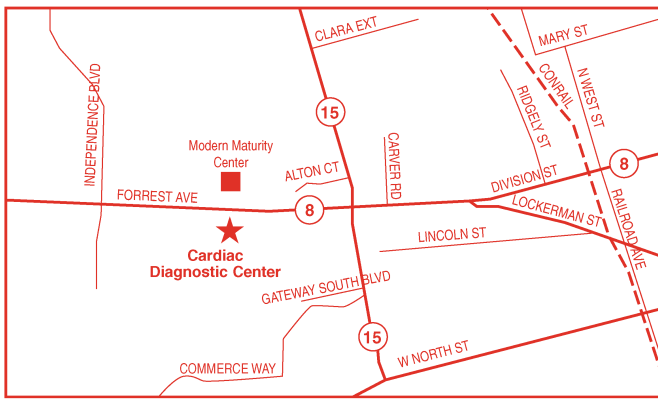 CLARA EXT
MARY ST
CONRAIL
N WEST ST
INDEPENDENCE BLVD
RIDGELY ST
15
Modern Maturity
Center
CARVER RD
ALTON CT
8
DIVISION ST
FORREST AVE
8
LOCKERMAN ST
RAILROAD AVE
LINCOLN ST
Cardiac
Diagnostic Center
GATEWAY SOUTH BLVD
15
W NORTH ST
COMMERCE WAY